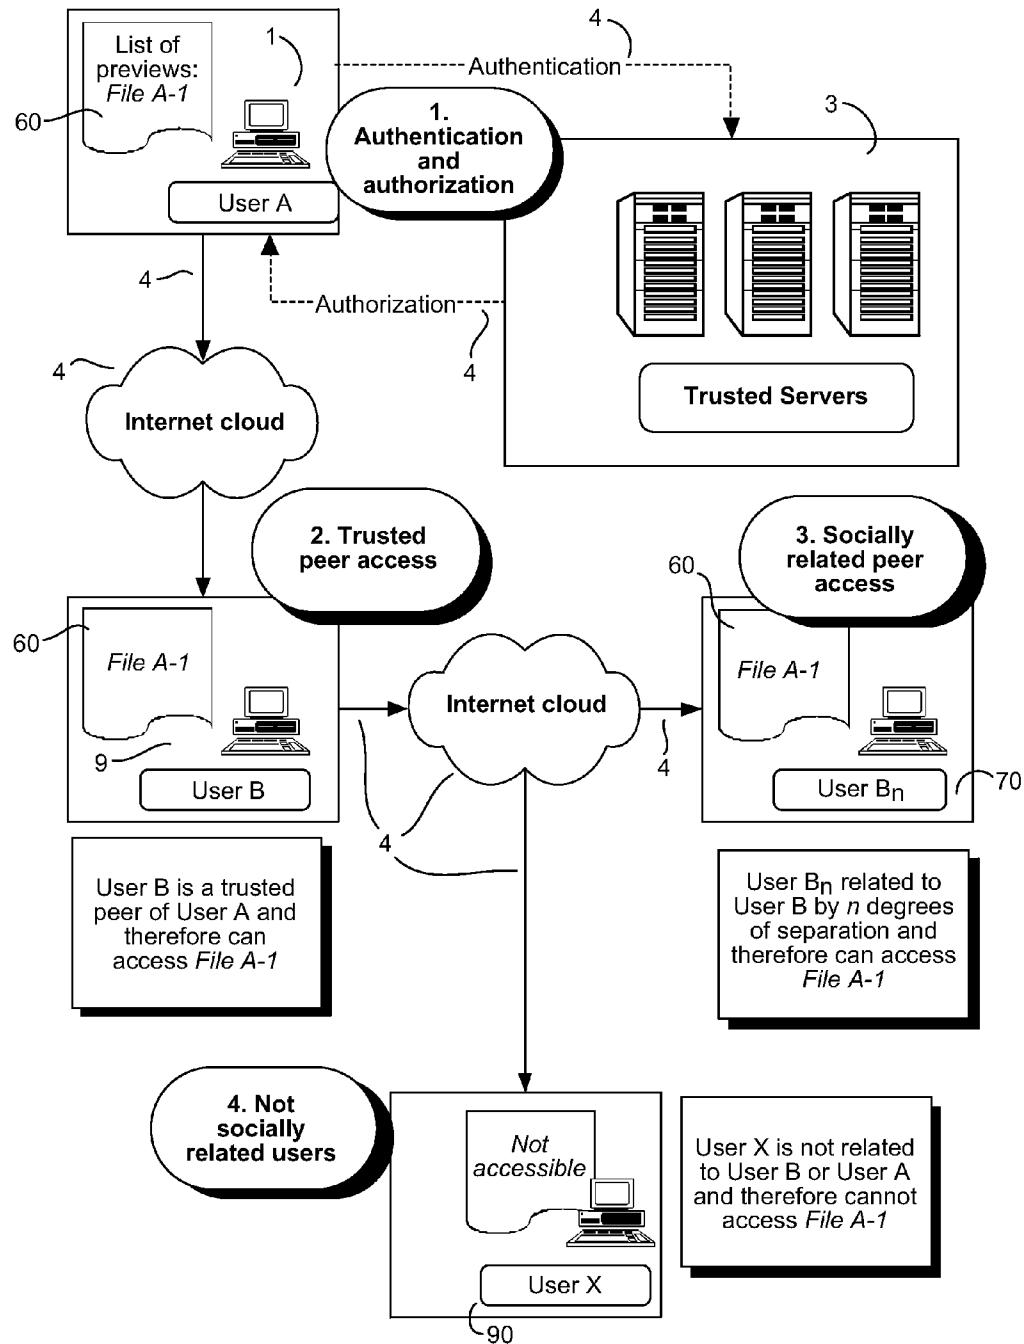 List of
previews:
File A-1
60
1
User A
4
Authentication
1.
Authentication
and
authorization
3
Trusted Servers
Authorization
4
4
4
Internet cloud
2. Trusted
peer access
3. Socially
related peer
access
60
File A-1
9
User B
Internet cloud
4
4
60
File A-1
User Bn
70
User B is a trusted
peer of User A and
therefore can
access File A-1
User Bn related to
User B by n degrees
of separation and
therefore can access
File A-1
4. Not
socially
related users
Not
accessible
User X
90
User X is not related
to User B or User A
and therefore cannot
access File A-1